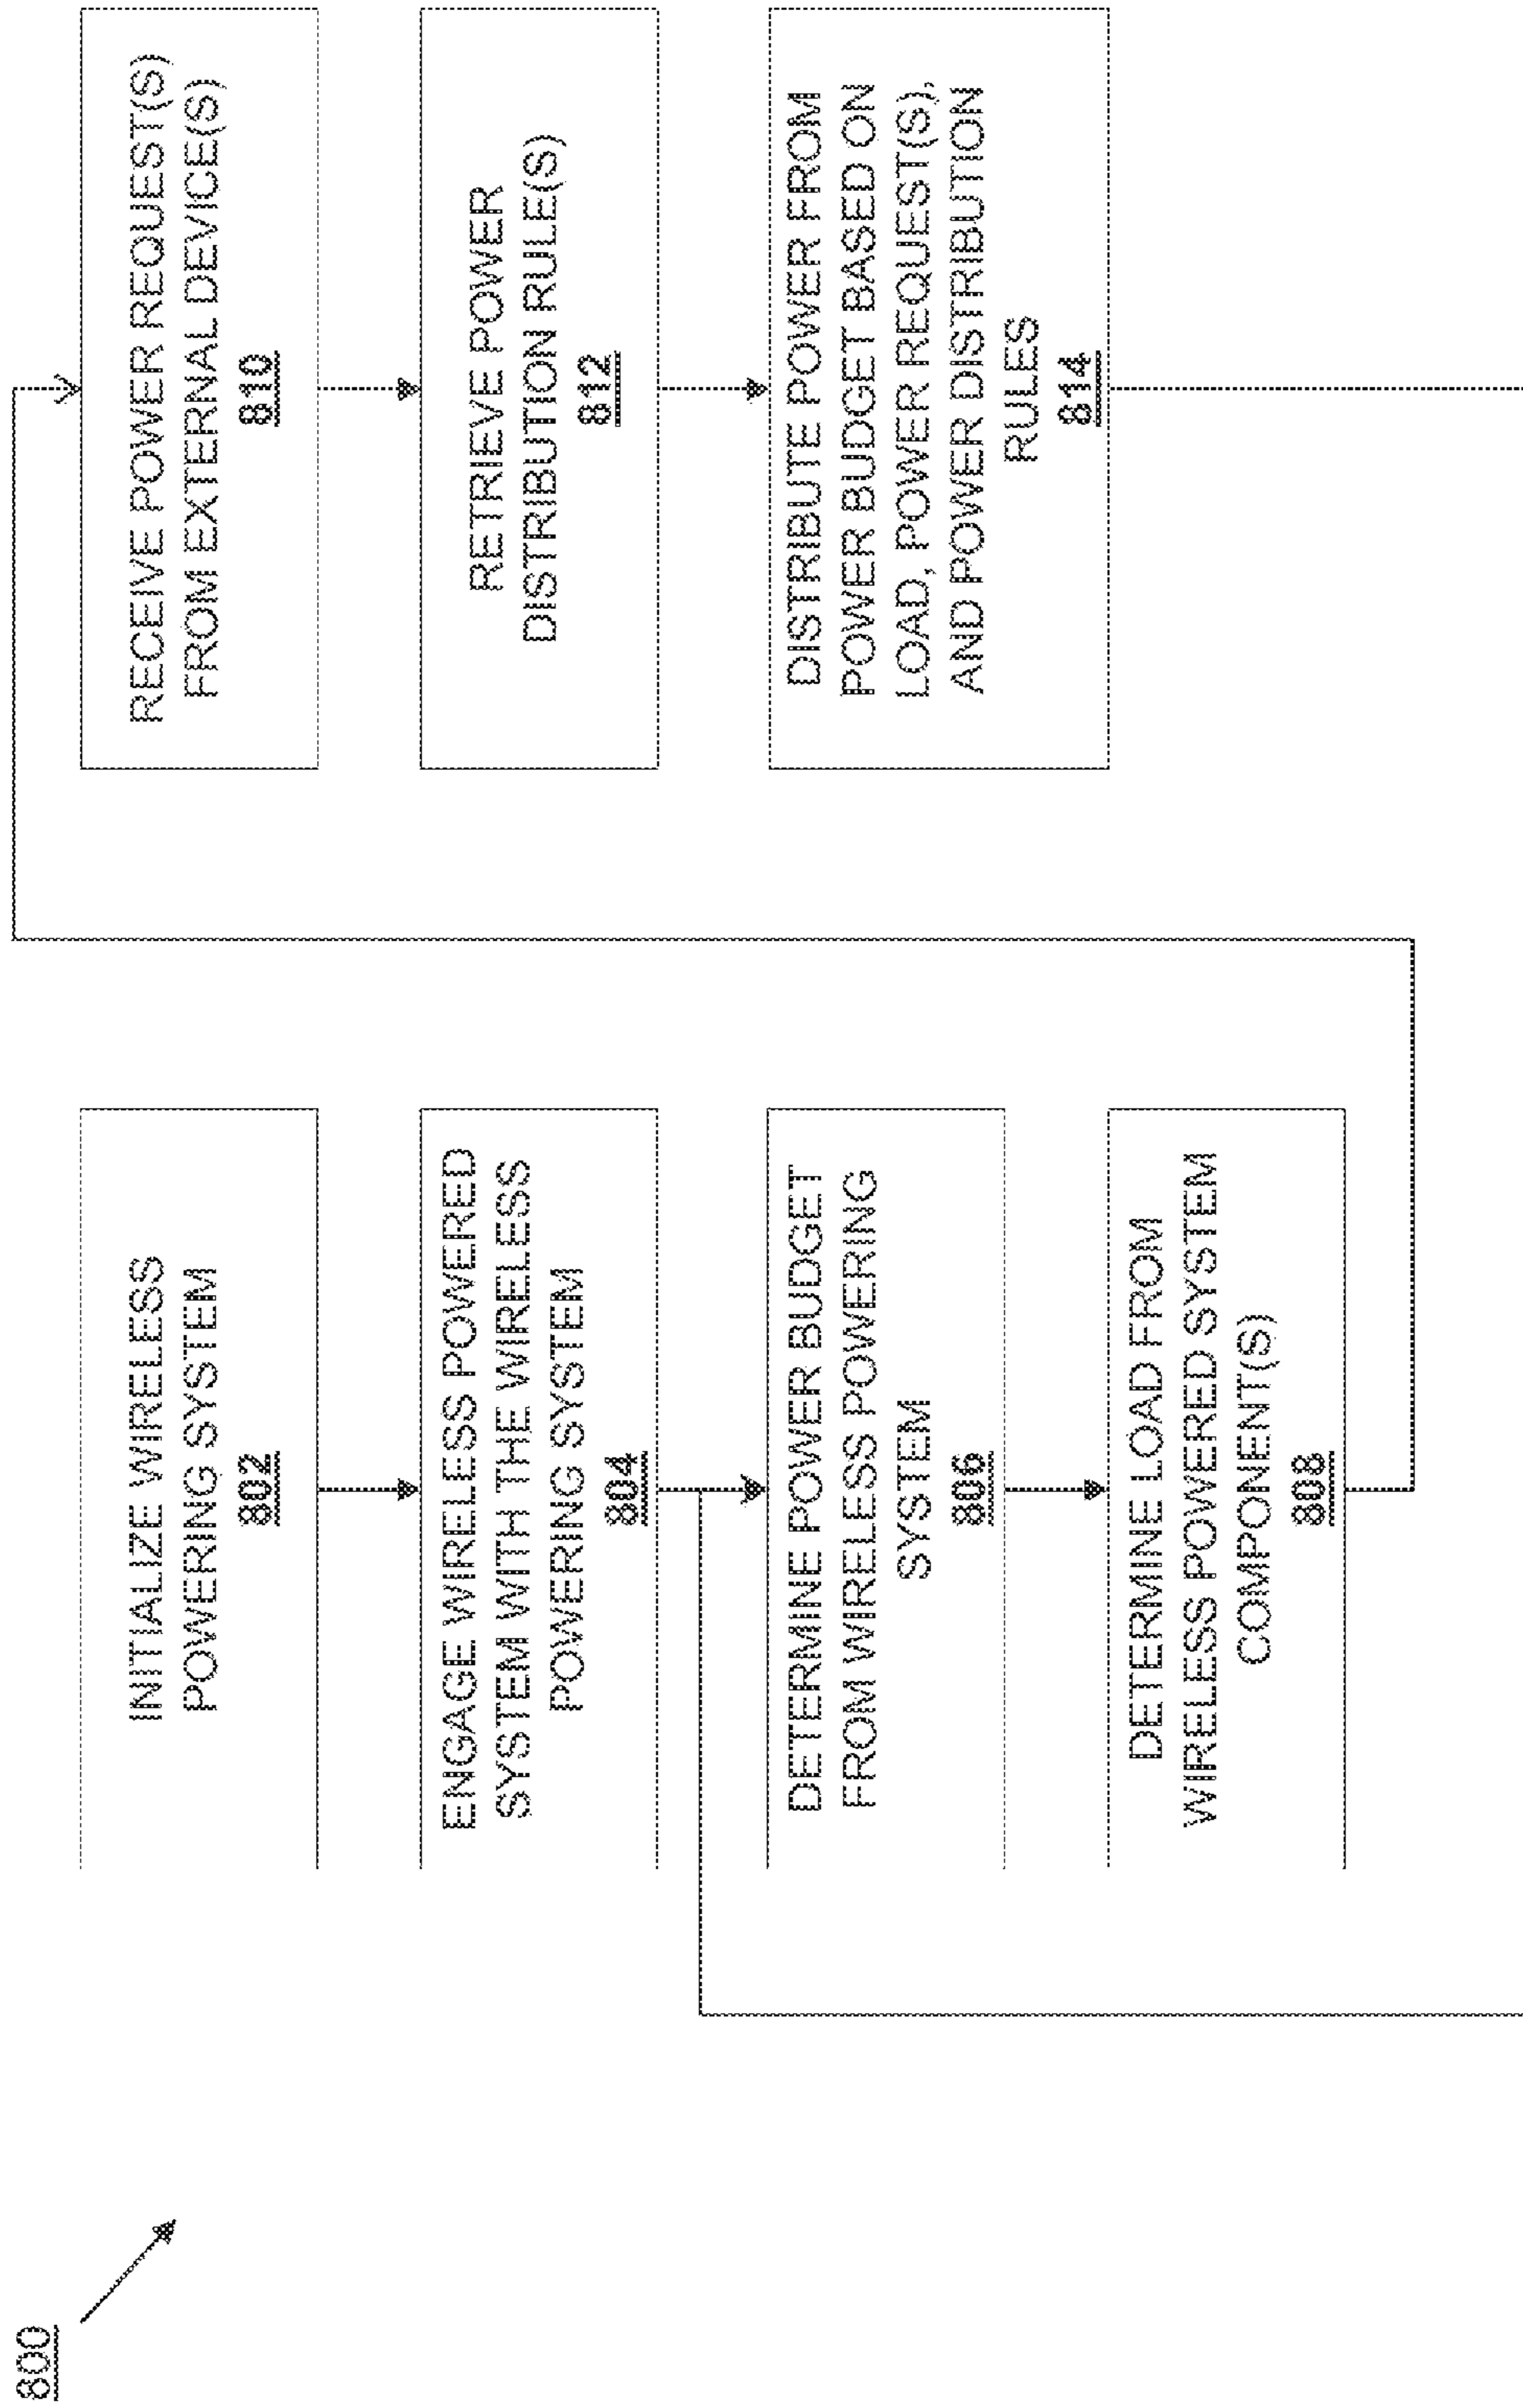 800
INITIALIZE WIRELESS
POWERING SYSTEM
802
ENGAGE WIRELESS POWERED
SYSTEM WITH THE WIRELESS
POWERING SYSTEM
804
DETERMINE POWER BUDGET
FROM WIRELESS POWERING
SYSTEM
806
DETERMINE LOAD FROM
WIRELESS POWERED SYSTEM
COMPONENT(S)
808
RECEIVE POWER REQUEST(S)
FROM EXTERNAL DEVICE(S)
810
RETRIEVE POWER
DISTRIBUTION RULE(S)
812
DISTRIBUTE POWER FROM
POWER BUDGET BASED ON
LOAD, POWER REQUEST(S),
AND POWER DISTRIBUTION
RULES
814